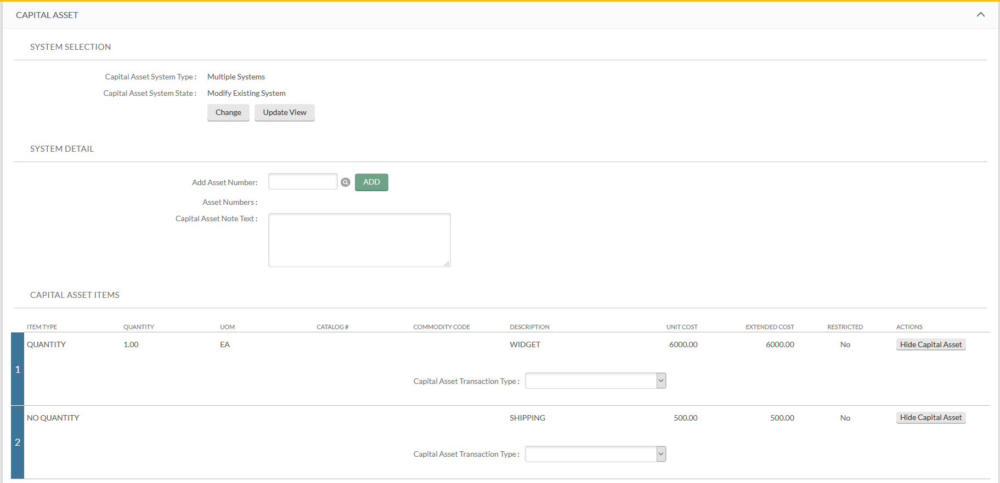 CAPITAL ASSET
SYSTEM SELECTION
Capital Asset System Type: Multiple Systems
Capital Asset System State: Modify Existing System
Change Update View
SYSTEM DETAIL
Add Asset Number: ADD
Asset Numbers:
Capital Asset Note Text:
CAPITAL ASSET ITEMS
ITEM TYPE QUANTITY UOM CATALOG # COMMODITY CODE DESCRIPTION UNIT COST EXTENDED COST RESTRICTED ACTIONS
QUANTITY 1.00 EA WIDGET 6000.00 6000.00 No Hide Capital Asset
1
Capital Asset Transaction Type:
NO QUANTITY SHIPPING 500.00 500.00 No Hide Capital Asset
2
Capital Asset Transaction Type: